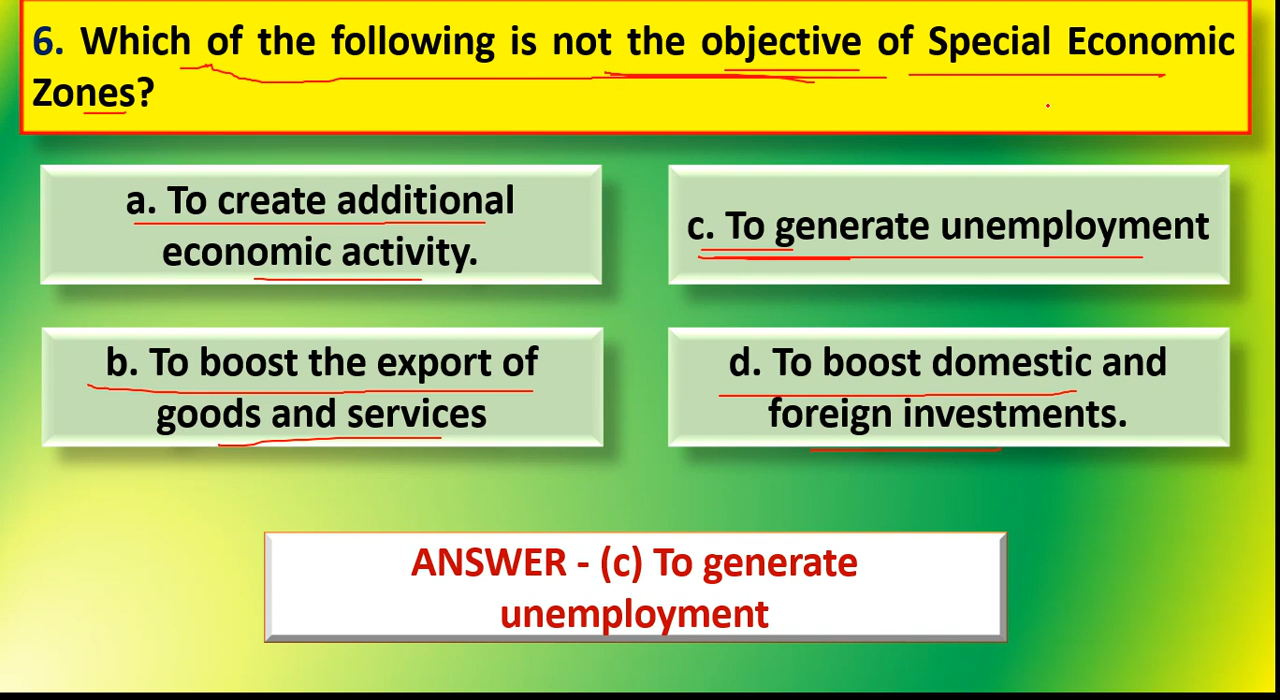 6. Which of the following is not the objective of Special Economic
Zones?
a. To create additional
economic activity.
c. To generate unemployment
b. To boost the export of
goods and services
d. To boost domestic and
foreign investments.
ANSWER - (c) To generate
unemployment